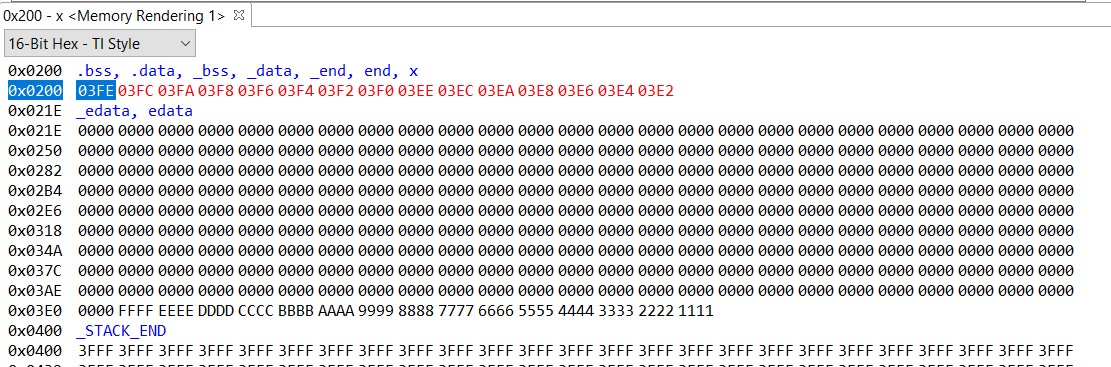 0x200 - x <Memory Rendering 1>
16-Bit Hex - TI Style
0x0200 .bss, .data, _bss, _data, _end, end, x
0x0200 03FE 03FC 03FA 03F8 03F6 03F4 03F2 03F0 03EE 03EC 03EA 03E8 03E6 03E4 03E2
0x021E _edata, edata
0x021E 0000 0000 0000 0000 0000 0000 0000 0000 0000 0000 0000 0000 0000 0000 0000 0000 0000 0000 0000 0000 0000 0000 0000 0000 0000
0x0250 0000 0000 0000 0000 0000 0000 0000 0000 0000 0000 0000 0000 0000 0000 0000 0000 0000 0000 0000 0000 0000 0000 0000 0000 0000
0x0282 0000 0000 0000 0000 0000 0000 0000 0000 0000 0000 0000 0000 0000 0000 0000 0000 0000 0000 0000 0000 0000 0000 0000 0000 0000
0x02B4 0000 0000 0000 0000 0000 0000 0000 0000 0000 0000 0000 0000 0000 0000 0000 0000 0000 0000 0000 0000 0000 0000 0000 0000 0000
0x02E6 0000 0000 0000 0000 0000 0000 0000 0000 0000 0000 0000 0000 0000 0000 0000 0000 0000 0000 0000 0000 0000 0000 0000 0000 0000
0x0318 0000 0000 0000 0000 0000 0000 0000 0000 0000 0000 0000 0000 0000 0000 0000 0000 0000 0000 0000 0000 0000 0000 0000 0000 0000
0x034A 0000 0000 0000 0000 0000 0000 0000 0000 0000 0000 0000 0000 0000 0000 0000 0000 0000 0000 0000 0000 0000 0000 0000 0000 0000
0x037C 0000 0000 0000 0000 0000 0000 0000 0000 0000 0000 0000 0000 0000 0000 0000 0000 0000 0000 0000 0000 0000 0000 0000 0000 0000
0x03AE 0000 0000 0000 0000 0000 0000 0000 0000 0000 0000 0000 0000 0000 0000 0000 0000 0000 0000 0000 0000 0000 0000 0000 0000 0000
0x03E0 0000 FFFF EEEE DDDD CCCC BBBB AAAA 9999 8888 7777 6666 5555 4444 3333 2222 1111
0x0400 _STACK_END
0x0400 3FFF 3FFF 3FFF 3FFF 3FFF 3FFF 3FFF 3FFF 3FFF 3FFF 3FFF 3FFF 3FFF 3FFF 3FFF 3FFF 3FFF 3FFF 3FFF 3FFF 3FFF 3FFF 3FFF 3FFF 3FFF